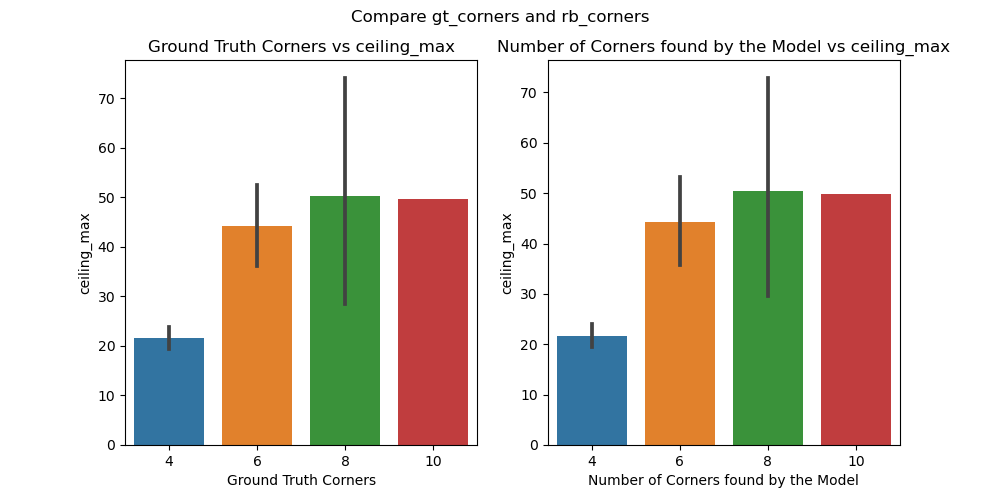 Compare gt_corners and rb_corners
Ground Truth Corners vs ceiling_max
70
60
50
40
30
20
10
0
ceiling_max
4 6 8 10
Ground Truth Corners
Number of Corners found by the Model vs ceiling_max
70
60
50
40
30
20
10
0
ceiling_max
4 6 8 10
Number of Corners found by the Model